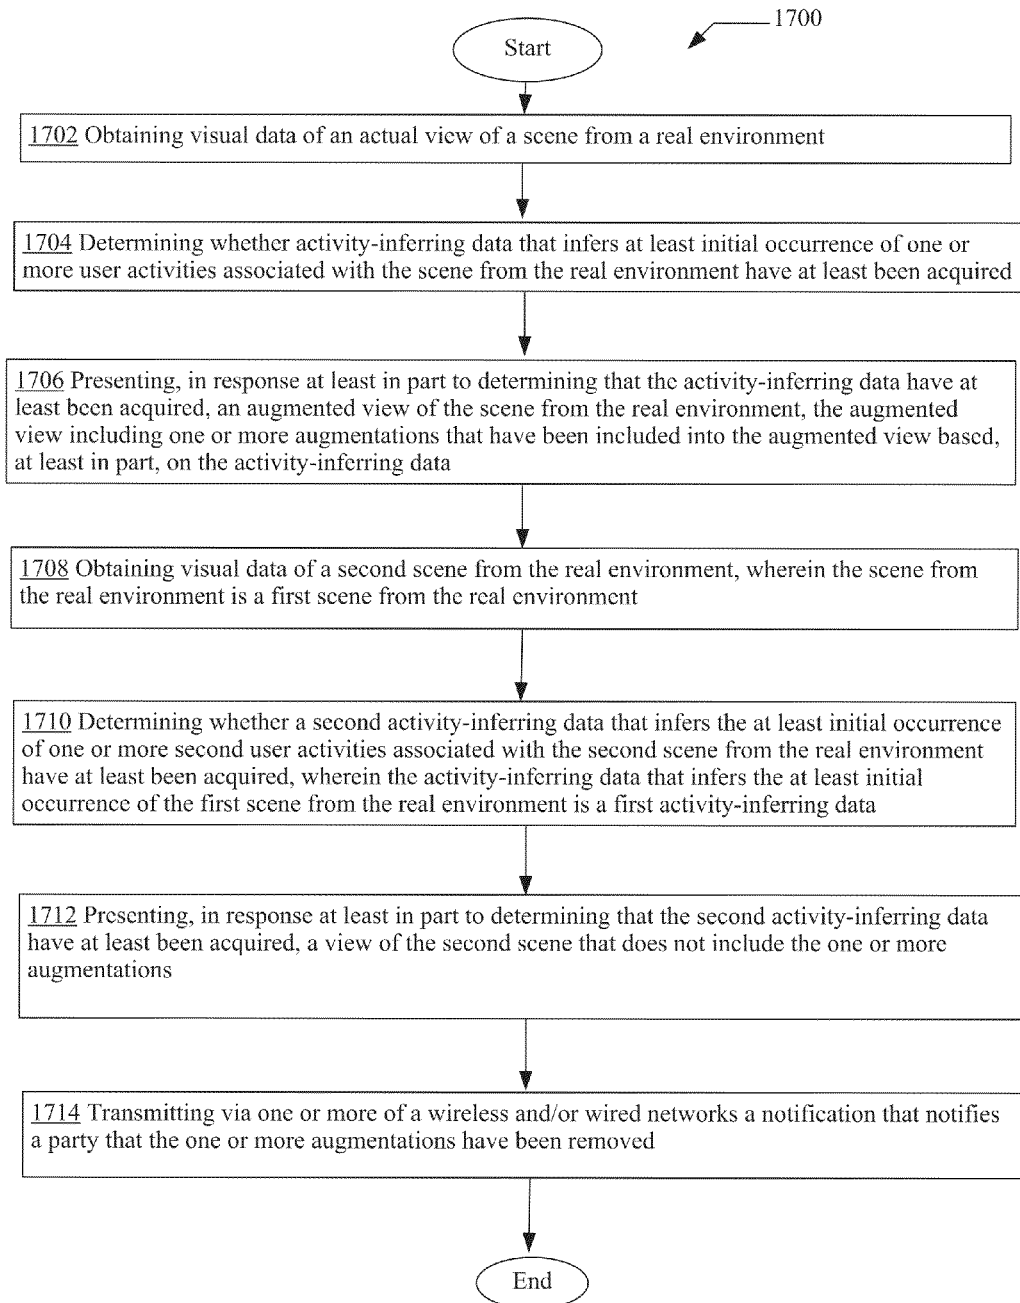 1700
Start
1702 Obtaining visual data of an actual view of a scene from a real environment
1704 Determining whether activity-inferring data that infers at least initial occurrence of one or
more user activities associated with the scene from the real environment have at least been acquired
1706 Presenting, in response at least in part to determining that the activity-inferring data have at
least been acquired, an augmented view of the scene from the real environment, the augmented
view including one or more augmentations that have been included into the augmented view based,
at least in part, on the activity-inferring data
1708 Obtaining visual data of a second scene from the real environment, wherein the scene from
the real environment is a first scene from the real environment
1710 Determining whether a second activity-inferring data that infers the at least initial occurrence
of one or more second user activities associated with the second scene from the real environment
have at least been acquired, wherein the activity-inferring data that infers the at least initial
occurrence of the first scene from the real environment is a first activity-inferring data
1712 Presenting, in response at least in part to determining that the second activity-inferring data
have at least been acquired, a view of the second scene that does not include the one or more
augmentations
1714 Transmitting via one or more of a wireless and/or wired networks a notification that notifies
a party that the one or more augmentations have been removed
End